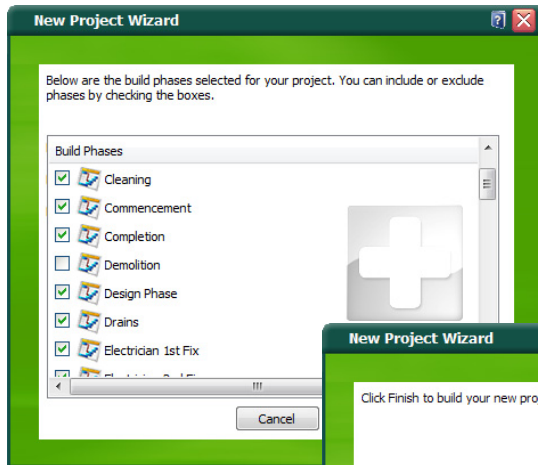 New Project Wizard
Below are the build phases selected for your project. You can include or exclude
phases by checking the boxes.
Build Phases
Cleaning
Commencement
Completion
Demolition
Design Phase
Drains
Electrician 1st Fix
Cancel
New Project Wizard
Click Finish to build your new